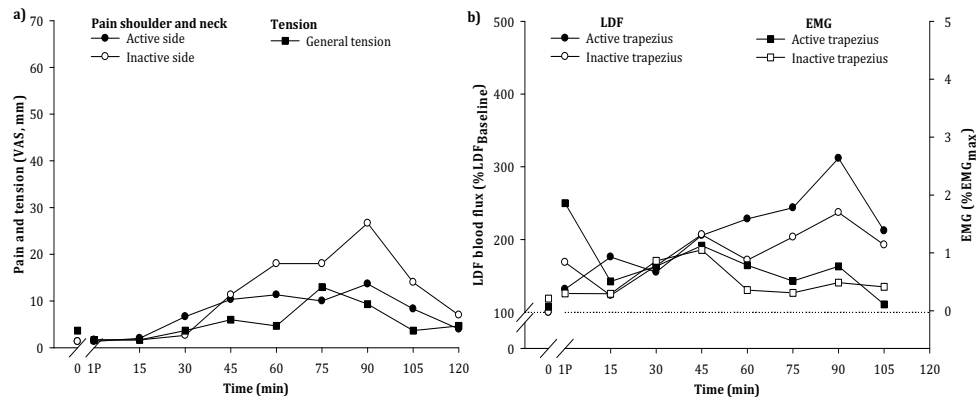 a)
Pain shoulder and neck
Active side
Inactive side
Tension
General tension
Pain and tension (VAS, mm)
70
60
50
40
30
20
10
0
0 1P 15 30 45 60 75 90 105 120
Time (min)
b)
LDF
Active trapezius
Inactive trapezius
EMG
Active trapezius
Inactive trapezius
LDF blood flux (%LDFBaseline)
500
400
300
200
100
50
EMG (%EMGmax)
5
4
3
2
1
0
0 1P 15 30 45 60 75 90 105 120
Time (min)